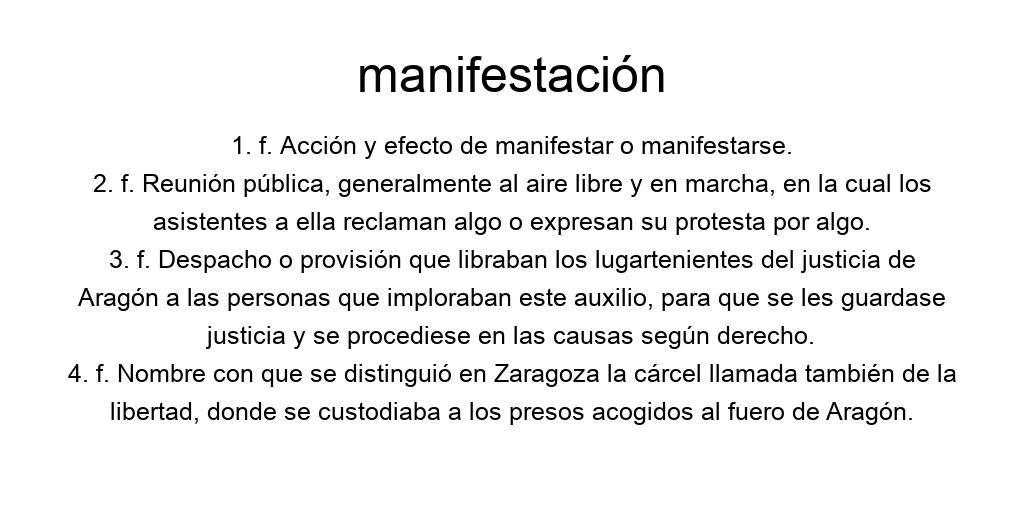 manifestación
1. f. Acción y efecto de manifestar o manifestarse.
2. f. Reunión pública, generalmente al aire libre y en marcha, en la cual los
asistentes a ella reclaman algo o expresan su protesta por algo.
3. f. Despacho o provisión que libraban los lugartenientes del justicia de
Aragón a las personas que imploraban este auxilio, para que se les guardase
justicia y se procediese en las causas según derecho.
4. f. Nombre con que se distinguió en Zaragoza la cárcel llamada también de la
libertad, donde se custodiaba a los presos acogidos al fuero de Aragón.